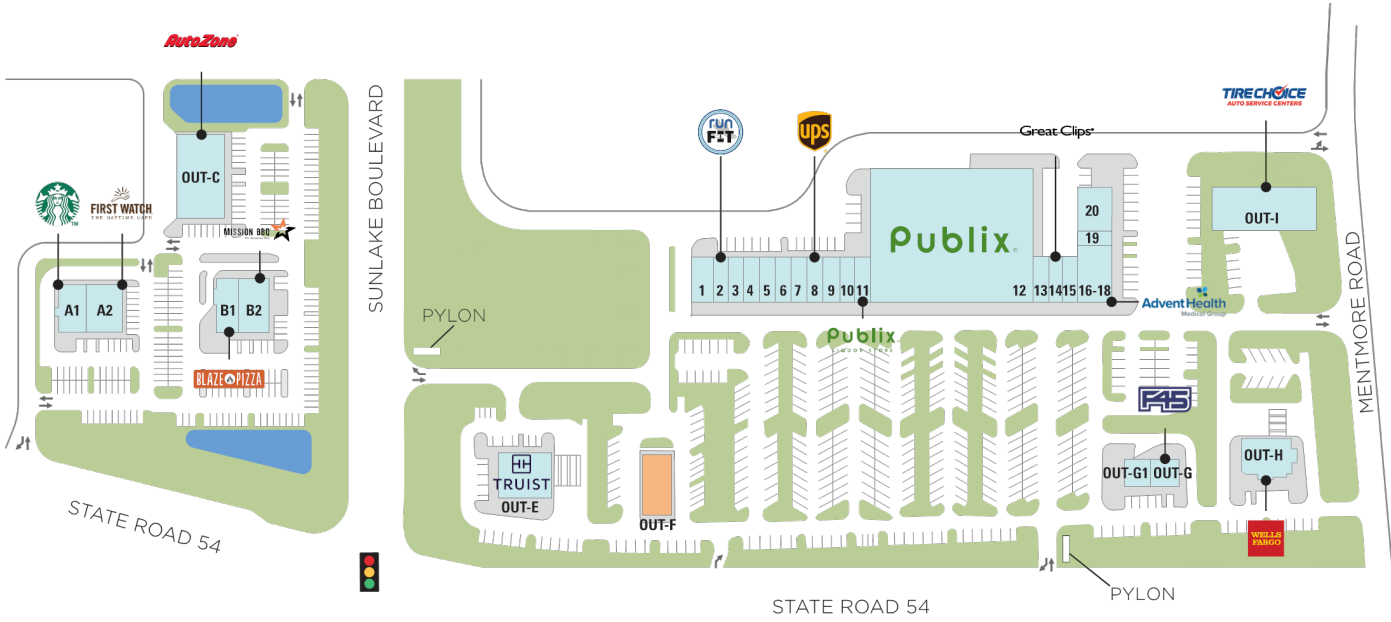 AutoZone
SUNLAKE BOULEVARD
OUT-C
FIRST WATCH
THE DAYTIME CAFE
MISSION BBQ
A1
A2
B1
B2
BLAZE PIZZA
STATE ROAD 54
PYLON
run
FIT
ups
Great Clips
TIRE CHOICE
AUTO SERVICE CENTERS
OUT-I
MENTMORE ROAD
Publix
20
19
1
2
3
4
5
6
7
8
9
10
11
12
13
14
15
16-18
Publix
LIQUOR STORE
AdventHealth
Medical Group
F45
TRUIST
OUT-E
OUT-F
OUT-G1
OUT-G
OUT-H
WELLS
FARGO
PYLON
STATE ROAD 54